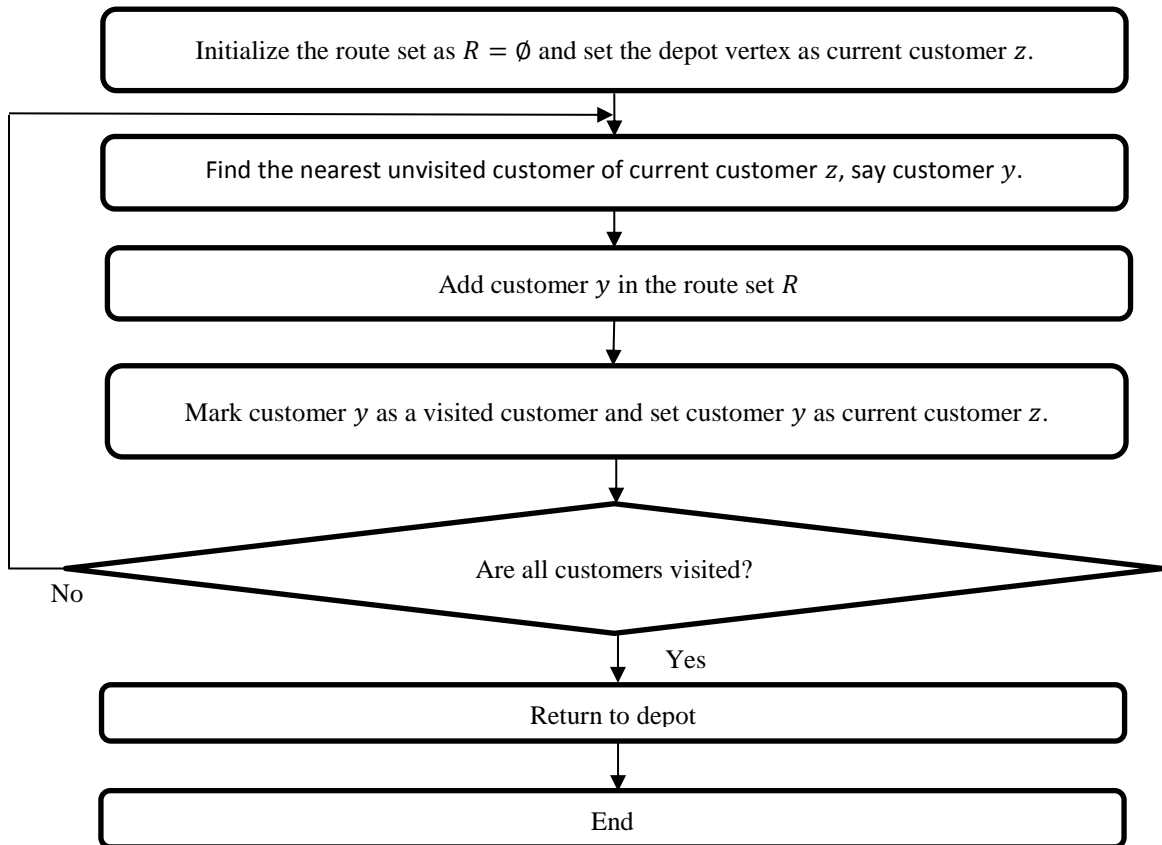 Initialize the route set as 𝑅 = ∅ and set the depot vertex as current customer 𝑧.
Find the nearest unvisited customer of current customer 𝑧, say customer 𝑦.
Add customer 𝑦 in the route set 𝑅
Mark customer 𝑦 as a visited customer and set customer 𝑦 as current customer 𝑧.
Are all customers visited?
No
Yes
Return to depot
End